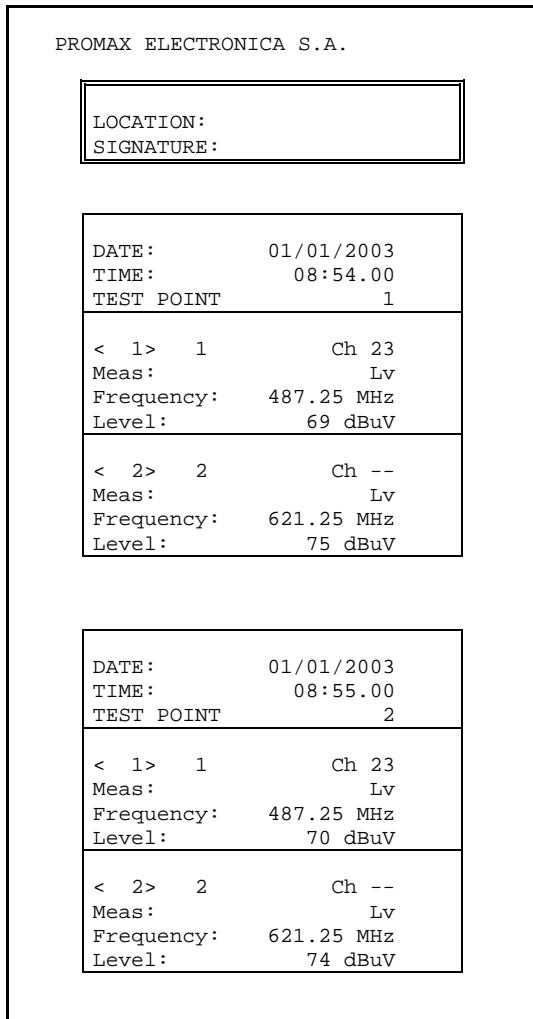 PROMAX ELECTRONICA S.A.
LOCATION:
SIGNATURE:
DATE: 01/01/2003
TIME: 08:54.00
TEST POINT 1
< 1> 1 Ch 23
Meas: Lv
Frequency: 487.25 MHz
Level: 69 dBuV
< 2> 2 Ch --
Meas: Lv
Frequency: 621.25 MHz
Level: 75 dBuV
DATE: 01/01/2003
TIME: 08:55.00
TEST POINT 2
< 1> 1 Ch 23
Meas: Lv
Frequency: 487.25 MHz
Level: 70 dBuV
< 2> 2 Ch --
Meas: Lv
Frequency: 621.25 MHz
Level: 74 dBuV